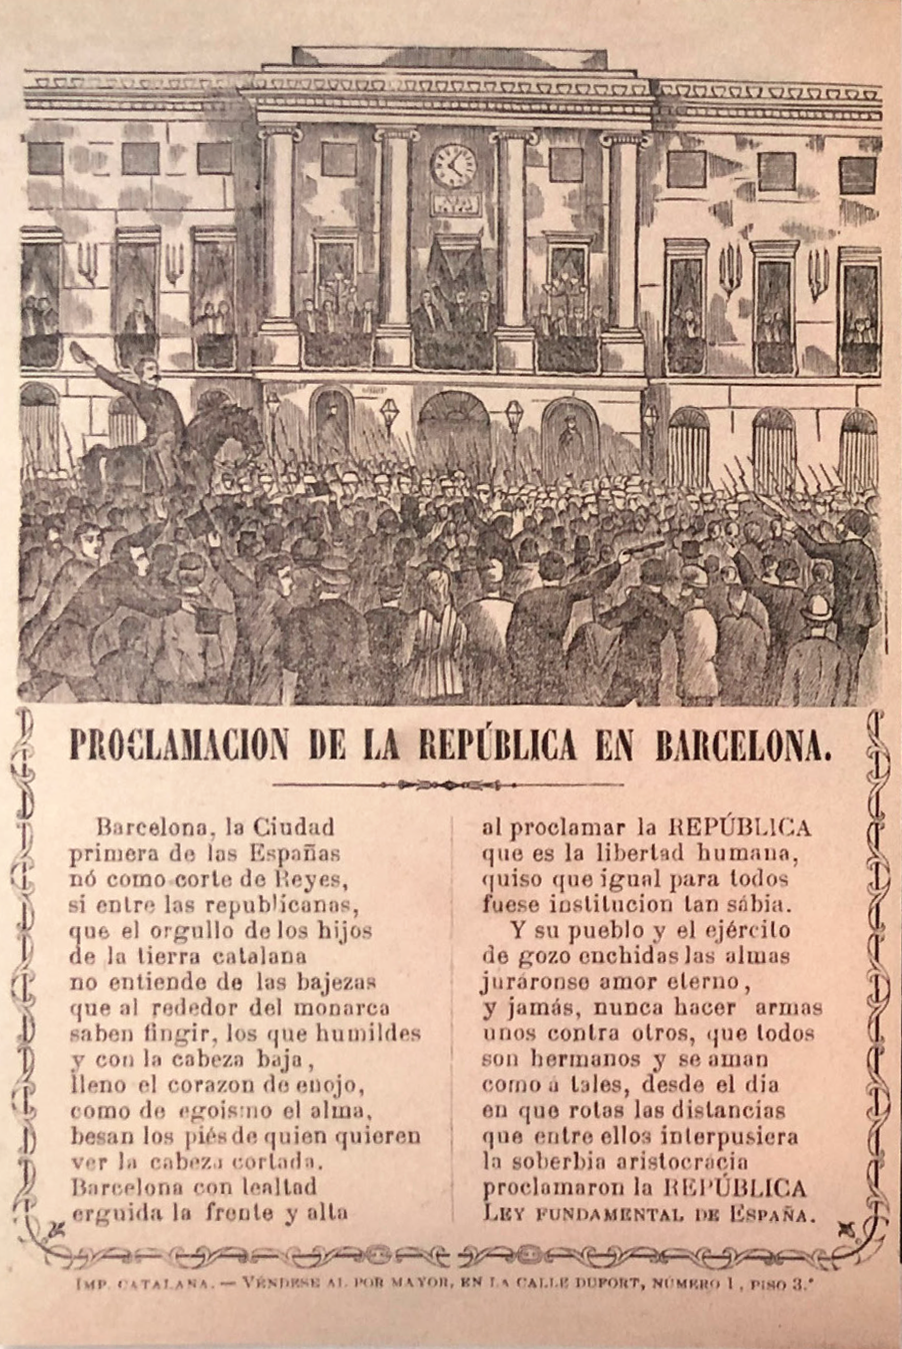 PROCLAMACION DE LA REPÚBLICA EN BARCELONA.
Barcelona, la Ciudad
primera de las Españas
nó como corte de Reyes,
si entre las republicanas,
que el orgullo de los hijos
de la tierra catalana
no entiende de las bajezas
que al rededor del monarca
saben fingir, los que humildes
y con la cabeza baja,
lleno el corazon de enojo,
como de egoismo el alma,
besan los piés de quien quieren
ver la cabeza cortada.
Barcelona con lealtad
erguida la frente y alta
al proclamar la REPÚBLICA
que es la libertad humana,
quiso que igual para todos
fuese institucion tan sábia.
Y su pueblo y el ejército
de gozo enchidas las almas
juráronse amor eterno,
y jamás, nunca hacer armas
unos contra otros, que todos
son hermanos y se aman
como á tales, desde el dia
en que rotas las distancias
que entre ellos interpusiera
la soberbia aristocracia
proclamaron la REPÚBLICA
LEY FUNDAMENTAL DE ESPAÑA.
IMP. CATALANA. — VÉNDESE AL POR MAYOR, EN LA CALLE DUFORT, NÚMERO 1, PISO 3.°